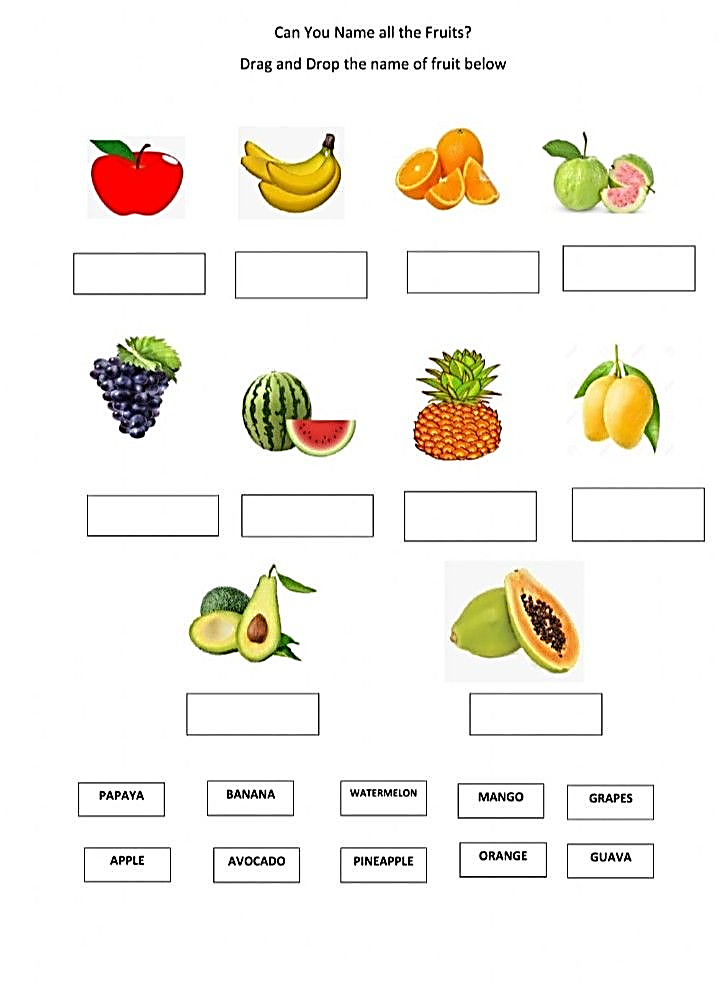 Can You Name all the Fruits?
Drag and Drop the name of fruit below
PAPAYA
BANANA
WATERMELON
MANGO
GRAPES
APPLE
AVOCADO
PINEAPPLE
ORANGE
GUAVA